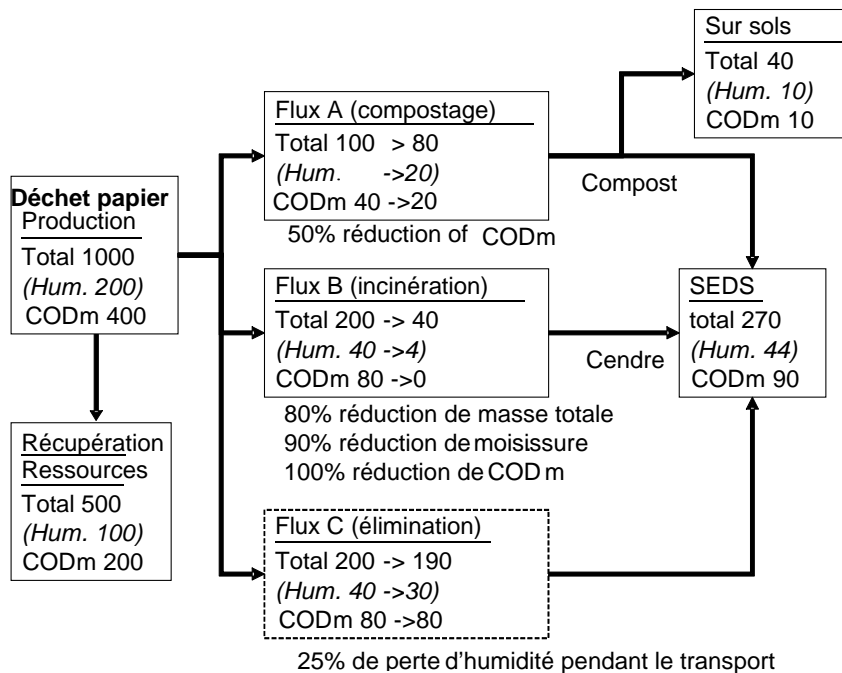 Sur sols
Total 40
(Hum. 10)
CODm 10
Flux A (compostage)
Total 100 > 80
(Hum. ->20)
CODm 40 ->20
50% réduction of CODm
Compost
Déchet papier
Production
Total 1000
(Hum. 200)
CODm 400
Flux B (incinération)
Total 200 -> 40
(Hum. 40 ->4)
CODm 80 ->0
80% réduction de masse totale
90% réduction de moisissure
100% réduction de COD m
Cendre
SEDS
total 270
(Hum. 44)
CODm 90
Récupération
Ressources
Total 500
(Hum. 100)
CODm 200
Flux C (élimination)
Total 200 -> 190
(Hum. 40 ->30)
CODm 80 ->80
25% de perte d'humidité pendant le transport